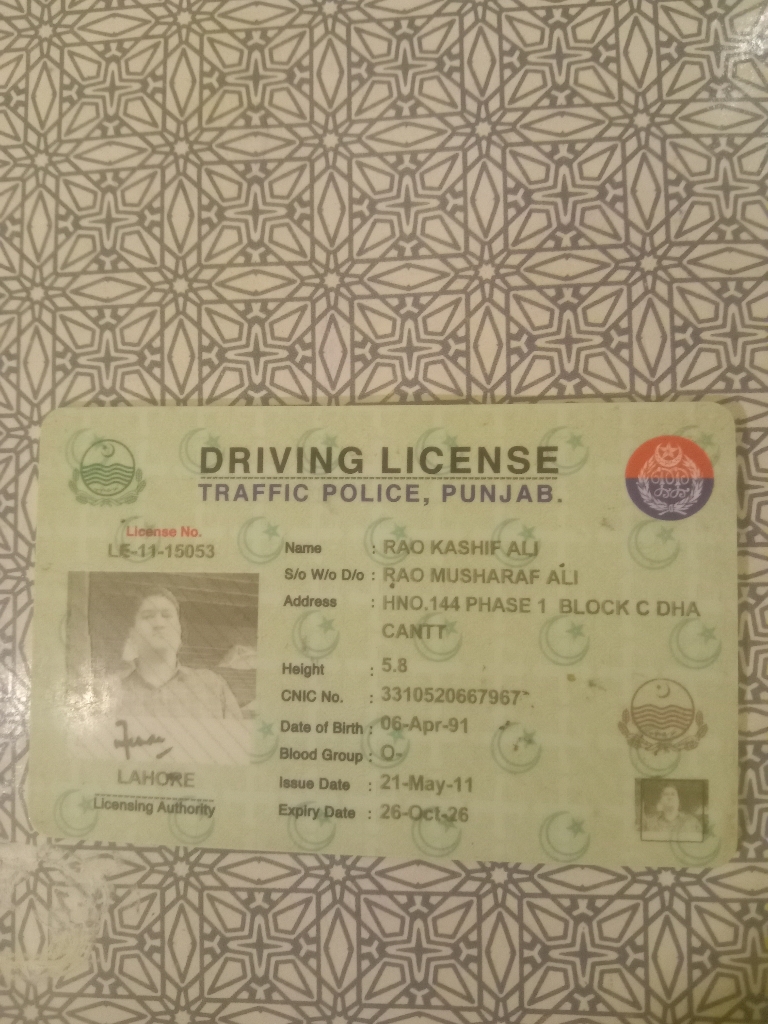 DRIVING LICENSE
TRAFFIC POLICE, PUNJAB.
License No.
LE-11-15053
Name : RAO KASHIF ALI
S/o W/o D/o : RAO MUSHARAF ALI
Address : HNO.144 PHASE 1 BLOCK C DHA
CANTT
Height : 5.8
CNIC No. : 3310520667967
Date of Birth : 06-Apr-91
Blood Group : O-
Issue Date : 21-May-11
Expiry Date : 26-Oct-26
LAHORE
Licensing Authority